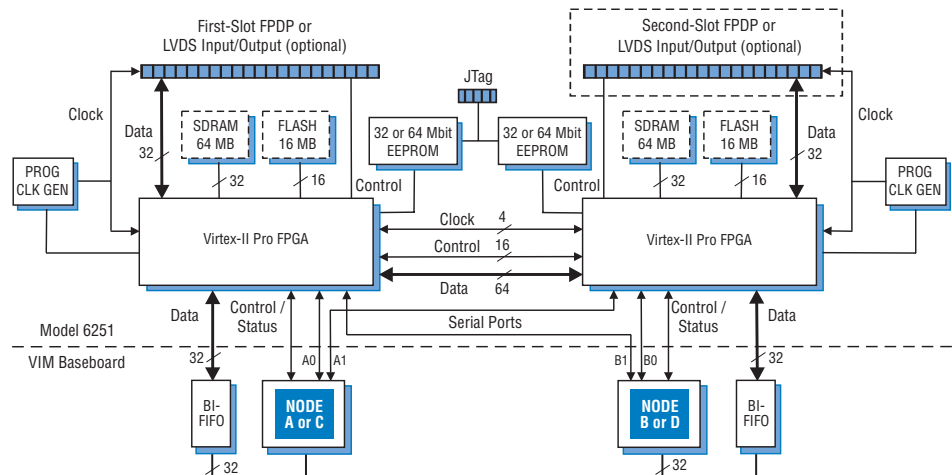 First-Slot FPDP or
LVDS Input/Output (optional)
Second-Slot FPDP or
LVDS Input/Output (optional)
JTag
Clock
Data
32
SDRAM
64 MB
FLASH
16 MB
32 or 64 Mbit
EEPROM
32 or 64 Mbit
EEPROM
SDRAM
64 MB
FLASH
16 MB
Data
32
Clock
PROG
CLK GEN
32
16
Control
Control
32
16
PROG
CLK GEN
Virtex-II Pro FPGA
Clock
4
Control
16
Data
64
Virtex-II Pro FPGA
Data
Control /
Status
Serial Ports
Control /
Status
Data
Model 6251
VIM Baseboard
32
A0
A1
B1
B0
32
BI-
FIFO
NODE
A or C
NODE
B or D
BI-
FIFO
32
32